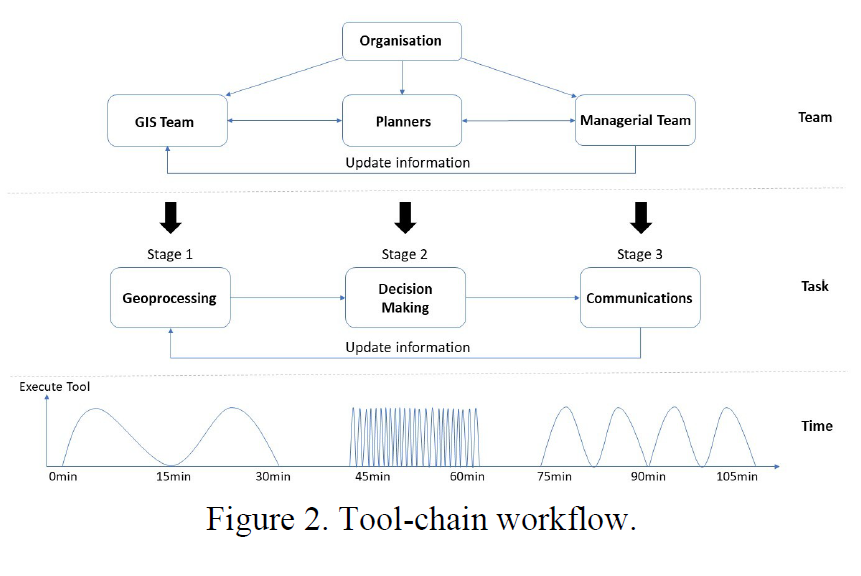 Organisation
GIS Team
Planners
Managerial Team
Team
Update information
Stage 1
Stage 2
Stage 3
Geoprocessing
Decision
Making
Communications
Task
Update information
Execute Tool
Time
0min
15min
30min
45min
60min
75min
90min
105min
Figure 2. Tool-chain workflow.